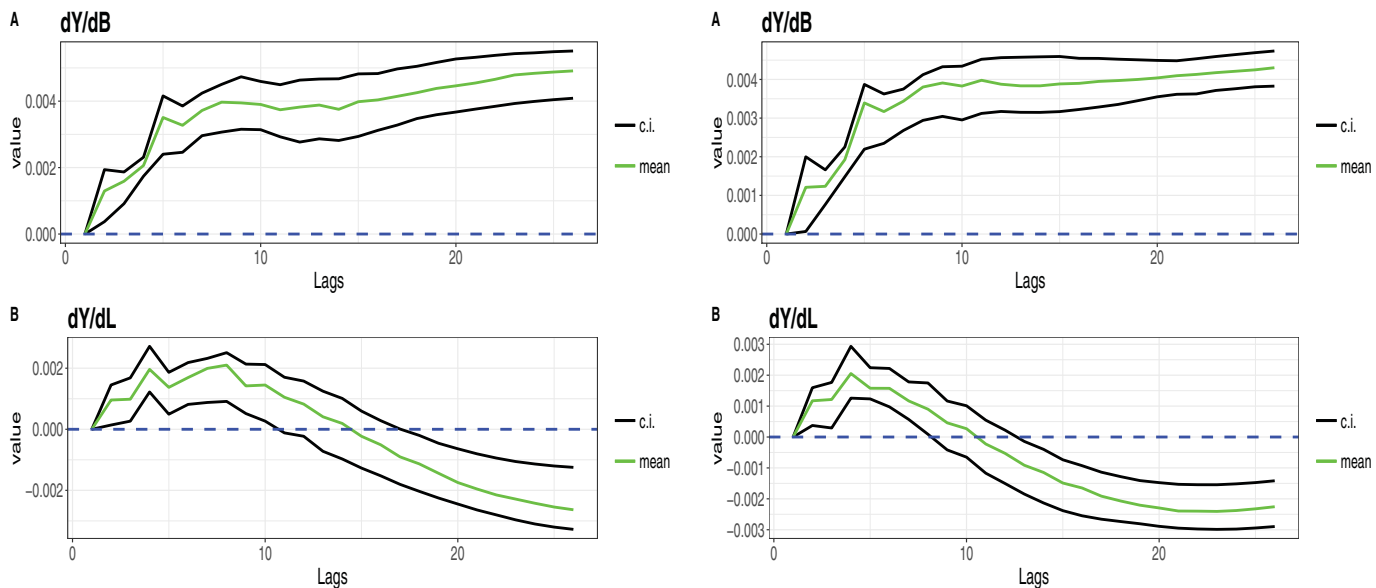 A
dY/dB
0.004
0.002
0.000
value
0
10
20
Lags
c.i.
mean
A
dY/dB
0.004
0.003
0.002
0.001
0.000
value
0
10
20
Lags
c.i.
mean
B
dY/dL
0.002
0.000
−0.002
value
0
10
20
Lags
c.i.
mean
B
dY/dL
0.003
0.002
0.001
0.000
−0.001
−0.002
−0.003
value
0
10
20
Lags
c.i.
mean